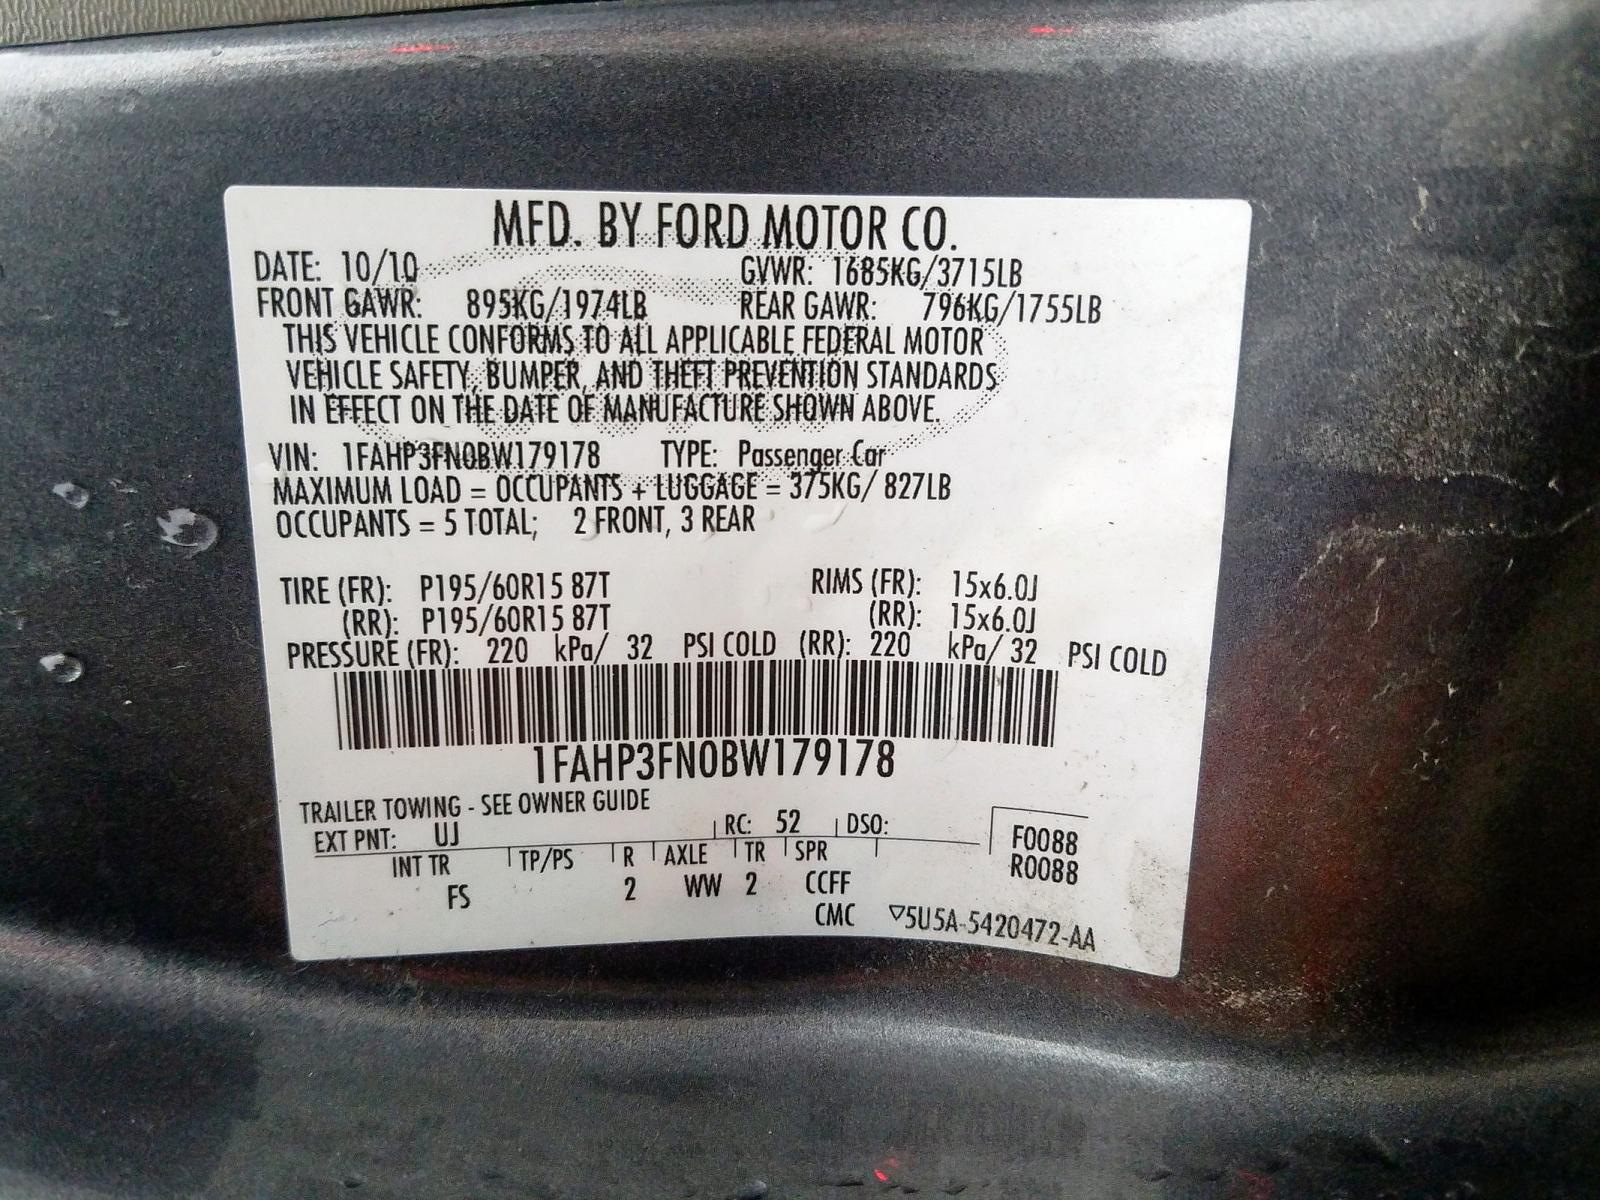 MFD. BY FORD MOTOR CO.
DATE: 10/10 GVWR: 1685KG/3715LB
FRONT GAWR: 895KG/1974LB REAR GAWR: 796KG/1755LB
THIS VEHICLE CONFORMS TO ALL APPLICABLE FEDERAL MOTOR
VEHICLE SAFETY, BUMPER, AND THEFT PREVENTION STANDARDS
IN EFFECT ON THE DATE OF MANUFACTURE SHOWN ABOVE.
VIN: 1FAHP3FN0BW179178 TYPE: Passenger Car
MAXIMUM LOAD = OCCUPANTS + LUGGAGE = 375KG/ 827LB
OCCUPANTS = 5 TOTAL; 2 FRONT, 3 REAR
TIRE (FR): P195/60R15 87T RIMS (FR): 15x6.0J
(RR): P195/60R15 87T (RR): 15x6.0J
PRESSURE (FR): 220 kPa/ 32 PSI COLD (RR): 220 kPa/ 32 PSI COLD
1FAHP3FN0BW179178
TRAILER TOWING - SEE OWNER GUIDE
EXT PNT: UJ RC: 52 DSO: F0088
INT TR TP/PS R AXLE TR SPR R0088
FS 2 WW 2 CCFF
CMC ▽5U5A-5420472-AA